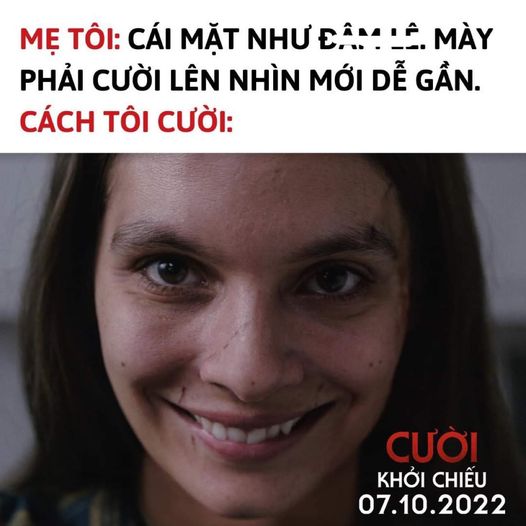 MẸ TÔI: CÁI MẶT NHƯ ĐÂM LÊ. MÀY
PHẢI CƯỜI LÊN NHÌN MỚI DỄ GẦN.
CÁCH TÔI CƯỜI:
CƯỜI
KHỞI CHIẾU
07.10.2022